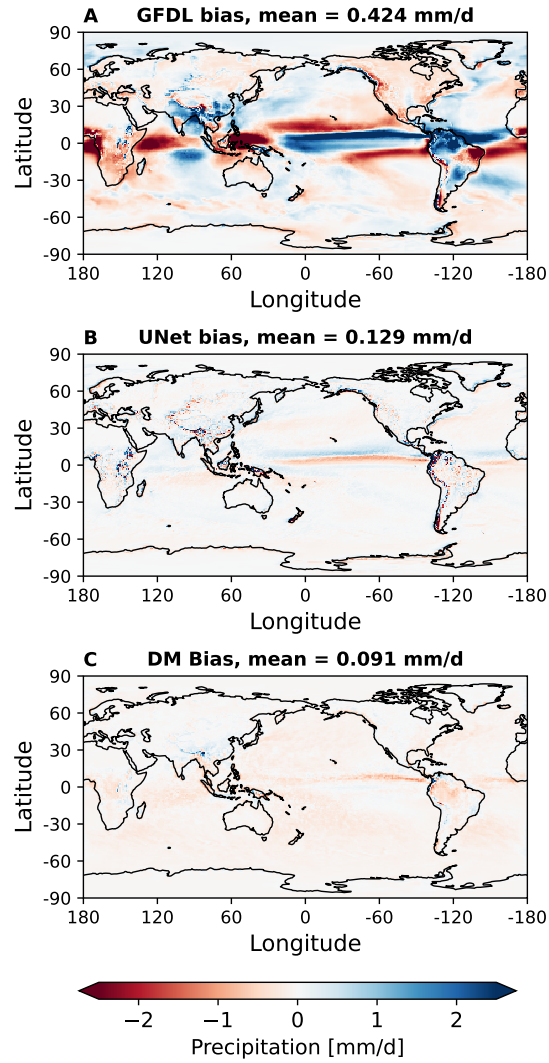 A GFDL bias, mean = 0.424 mm/d
90
60
30
0
-30
-60
-90
Latitude
180 120 60 0 -60 -120 -180
Longitude
B UNet bias, mean = 0.129 mm/d
90
60
30
0
-30
-60
-90
Latitude
180 120 60 0 -60 -120 -180
Longitude
C DM Bias, mean = 0.091 mm/d
90
60
30
0
-30
-60
-90
Latitude
180 120 60 0 -60 -120 -180
Longitude
−2 −1 0 1 2
Precipitation [mm/d]